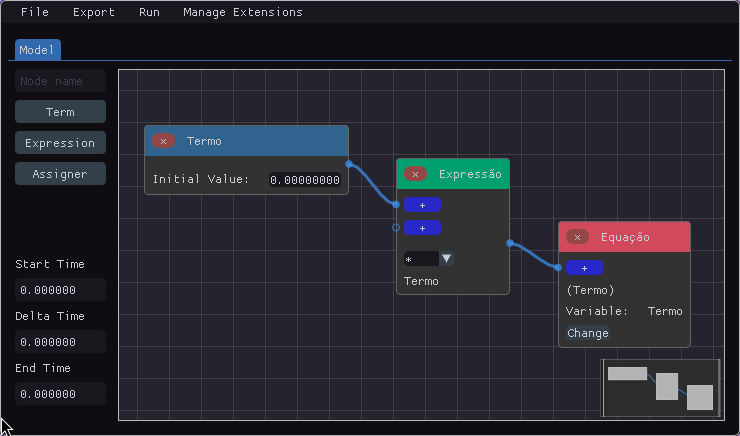 File Export Run Manage Extensions
Model
Node name
Term
Expression
Assigner
Start Time
0.000000
Delta Time
0.000000
End Time
0.000000
× Termo
Initial Value: 0.00000000
× Expressão
+
+
* ▼
Termo
× Equação
+
(Termo)
Variable: Termo
Change